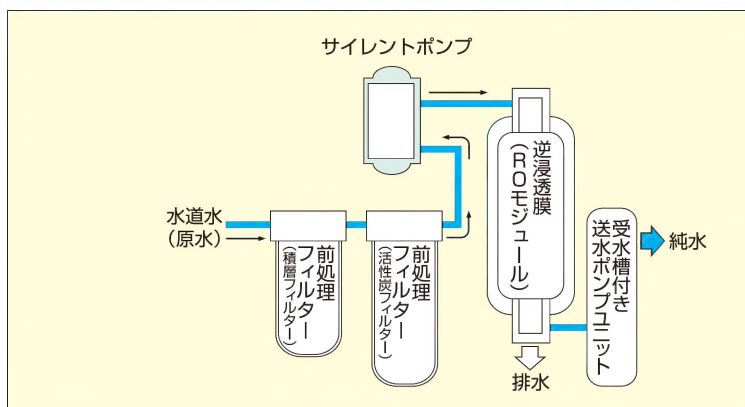 サイレントポンプ
水道水
（原水）
前処理
フィルター
（積層フィルター）
前処理
フィルター
（活性炭フィルター）
逆浸透膜
（ROモジュール）
排水
受水槽付き
送水ポンプユニット
純水